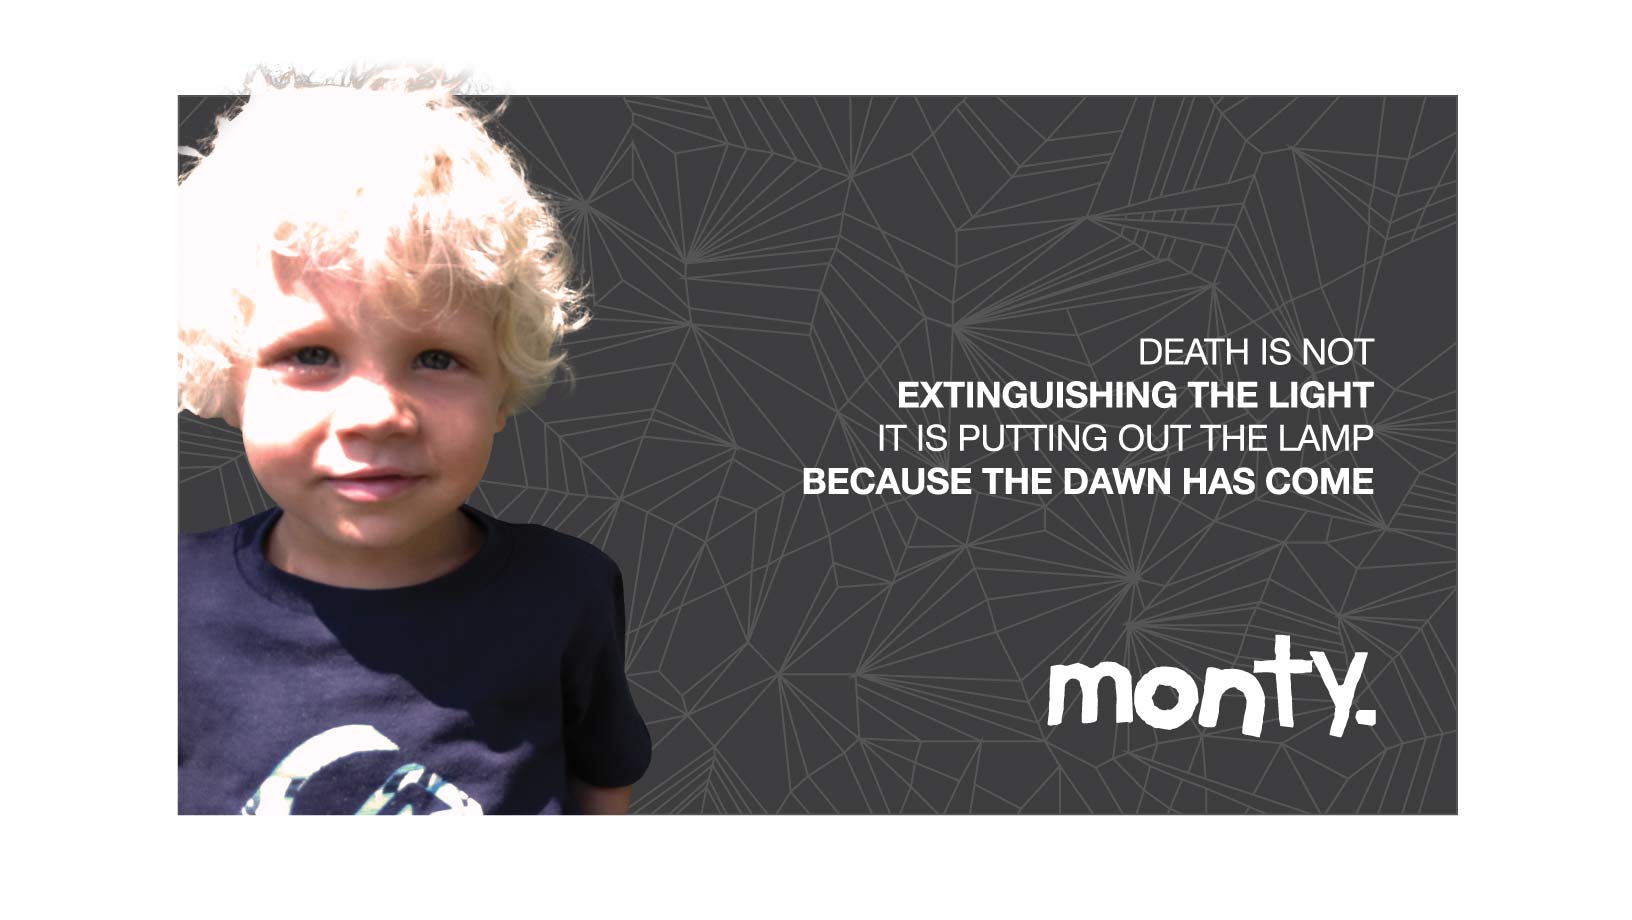 DEATH IS NOT
EXTINGUISHING THE LIGHT
IT IS PUTTING OUT THE LAMP
BECAUSE THE DAWN HAS COME
monty.